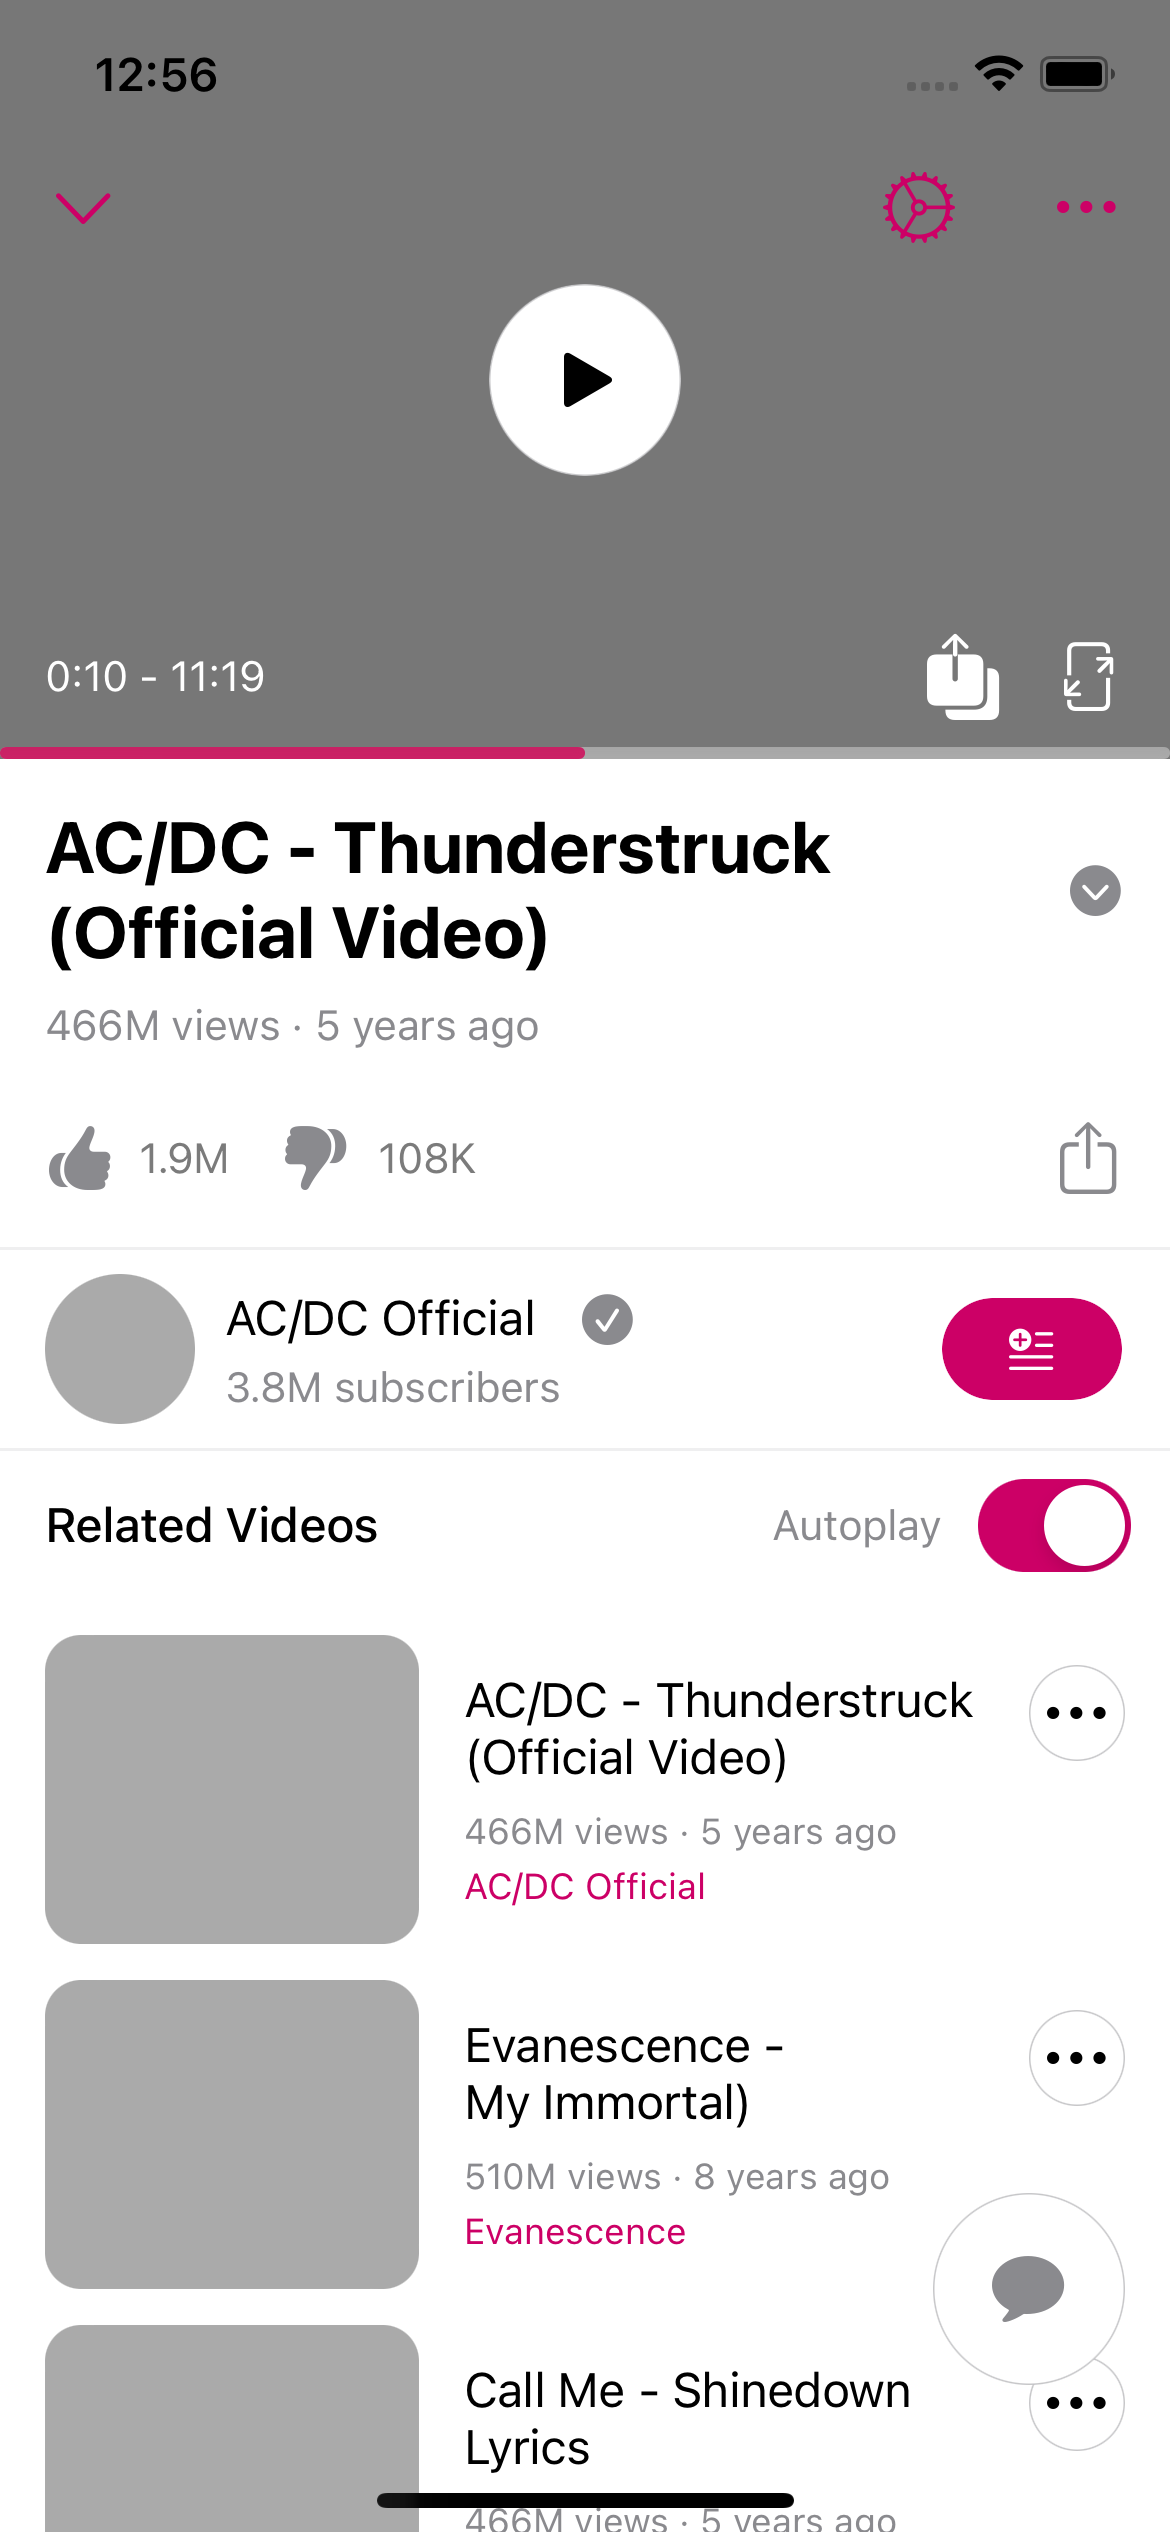 12:56
0:10 - 11:19
AC/DC - Thunderstruck
(Official Video)
466M views · 5 years ago
1.9M
108K
AC/DC Official
3.8M subscribers
Related Videos
Autoplay
AC/DC - Thunderstruck
(Official Video)
466M views · 5 years ago
AC/DC Official
Evanescence -
My Immortal)
510M views · 8 years ago
Evanescence
Call Me - Shinedown
Lyrics
466M views · 5 years ago